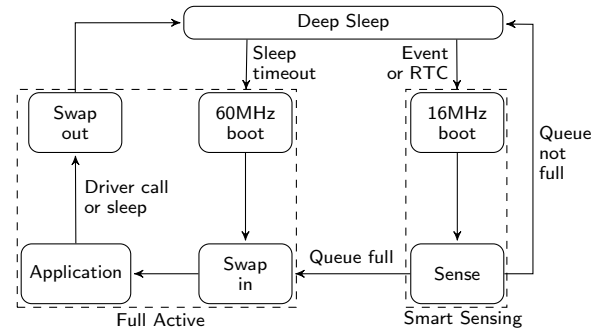 Deep Sleep
Sleep
timeout
Event
or RTC
Swap
out
60MHz
boot
16MHz
boot
Queue
not
full
Driver call
or sleep
Application
Swap
in
Queue full
Sense
Full Active
Smart Sensing